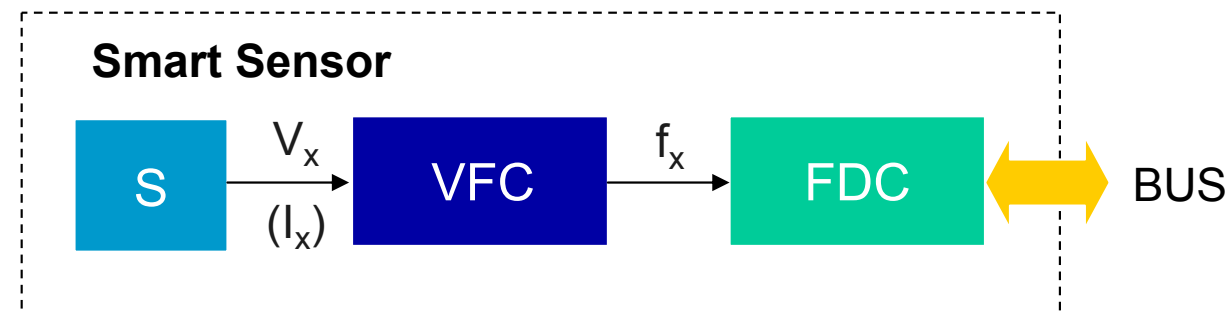 Smart Sensor
S
Vx
(Ix)
VFC
fx
FDC
BUS